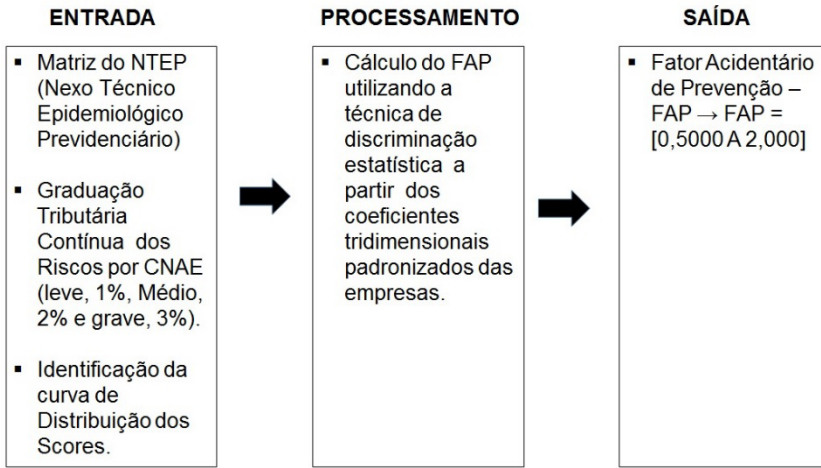 ENTRADA
▪ Matriz do NTEP
(Nexo Técnico
Epidemiológico
Previdenciário)
▪ Graduação
Tributária
Contínua dos
Riscos por CNAE
(leve, 1%, Médio,
2% e grave, 3%).
▪ Identificação da
curva de
Distribuição dos
Scores.
PROCESSAMENTO
▪ Cálculo do FAP
utilizando a
técnica de
discriminação
estatística a
partir dos
coeficientes
tridimensionais
padronizados das
empresas.
SAÍDA
▪ Fator Acidentário
de Prevenção –
FAP → FAP =
[0,5000 A 2,000]